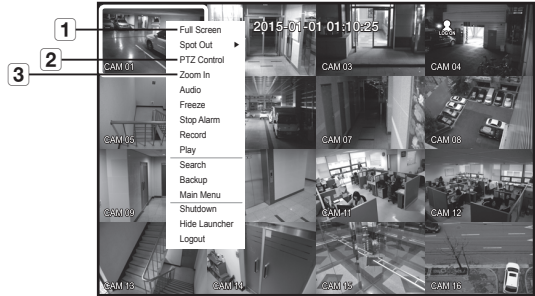 1
2
3
Full Screen
Spot Out
PTZ Control
Zoom In
Audio
Freeze
Stop Alarm
Record
Play
Search
Backup
Main Menu
Shutdown
Hide Launcher
Logout
2015-01-01 01:10:25
LOG ON
CAM 01
CAM 03
CAM 04
CAM 05
CAM 07
CAM 08
CAM 09
CAM 11
CAM 12
CAM 13
CAM 14
CAM 15
CAM 16